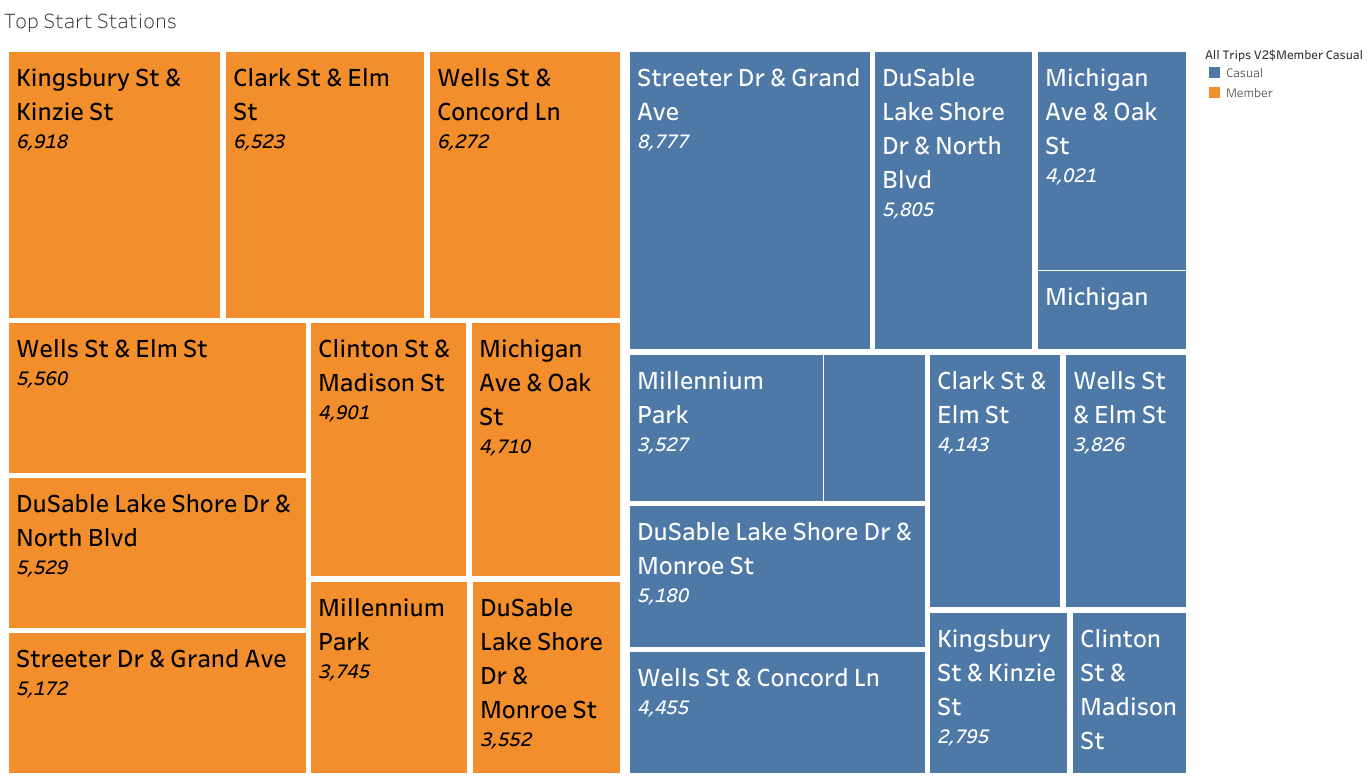 Top Start Stations
Kingsbury St &
Kinzie St
6,918
Clark St & Elm
St
6,523
Wells St &
Concord Ln
6,272
Wells St & Elm St
5,560
Clinton St &
Madison St
4,901
Michigan
Ave & Oak
St
4,710
DuSable Lake Shore Dr &
North Blvd
5,529
Streeter Dr & Grand Ave
5,172
Millennium
Park
3,745
DuSable
Lake Shore
Dr &
Monroe St
3,552
Streeter Dr & Grand
Ave
8,777
DuSable
Lake Shore
Dr & North
Blvd
5,805
Michigan
Ave & Oak
St
4,021
Michigan
Millennium
Park
3,527
DuSable Lake Shore Dr &
Monroe St
5,180
Wells St & Concord Ln
4,455
Clark St &
Elm St
4,143
Wells St
& Elm St
3,826
Kingsbury
St & Kinzie
St
2,795
Clinton
St &
Madison
St
All Trips V2$Member Casual
Casual
Member